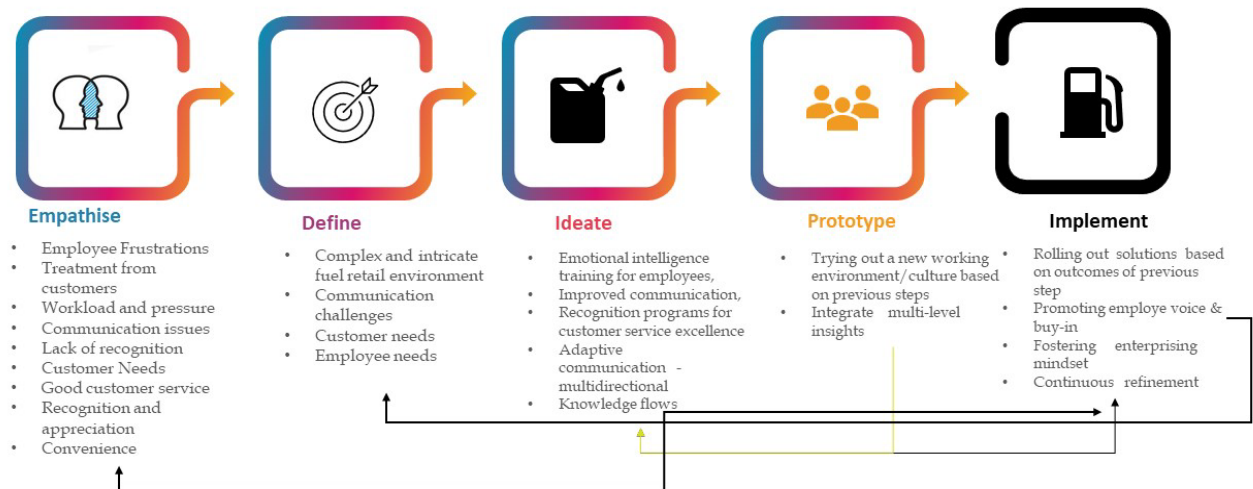 Empathise
• Employee Frustrations
• Treatment from
customers
• Workload and pressure
• Communication issues
• Lack of recognition
• Customer Needs
• Good customer service
• Recognition and
appreciation
• Convenience
Define
• Complex and intricate
fuel retail environment
• Communication
challenges
• Customer needs
• Employee needs
Ideate
• Emotional intelligence
training for employees,
• Improved communication,
• Recognition programs for
customer service excellence
• Adaptive
communication -
multidirectional
• Knowledge flows
Prototype
• Trying out a new working
environment/culture based
on previous steps
• Integrate multi-level
insights
Implement
• Rolling out solutions based
on outcomes of previous
step
• Promoting employe voice &
buy-in
• Fostering enterprising
mindset
• Continuous refinement